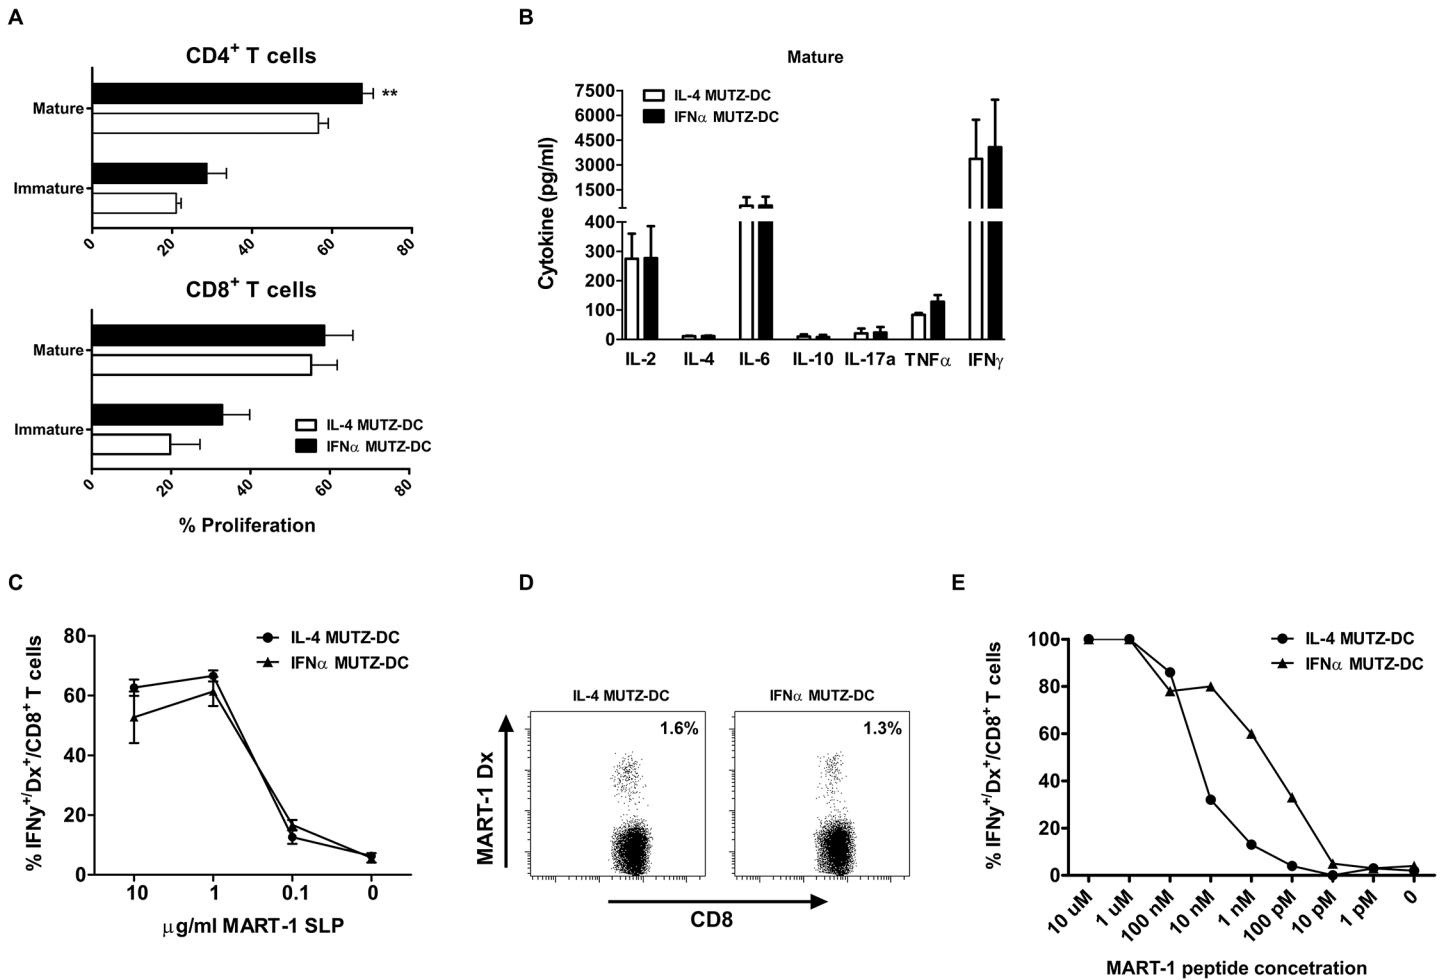 A
CD4+ T cells
Mature
**
Immature
0 20 40 60 80
CD8+ T cells
Mature
Immature
IL-4 MUTZ-DC
IFNα MUTZ-DC
0 20 40 60 80
% Proliferation
B
Mature
IL-4 MUTZ-DC
IFNα MUTZ-DC
Cytokine (pg/ml)
7500
6000
4500
3000
1500
400
300
200
100
0
IL-2 IL-4 IL-6 IL-10 IL-17a TNFα IFNγ
C
IL-4 MUTZ-DC
IFNα MUTZ-DC
% IFNy+/Dx+/CD8+ T cells
80
60
40
20
0
10 1 0.1 0
μg/ml MART-1 SLP
D
IL-4 MUTZ-DC IFNα MUTZ-DC
1.6% 1.3%
MART-1 Dx
CD8
E
IL-4 MUTZ-DC
IFNα MUTZ-DC
% IFNy+/Dx+/CD8+ T cells
100
80
60
40
20
0
10 uM 1 uM 100 nM 10 nM 1 nM 100 pM 10 pM 1 pM 0
MART-1 peptide concetration